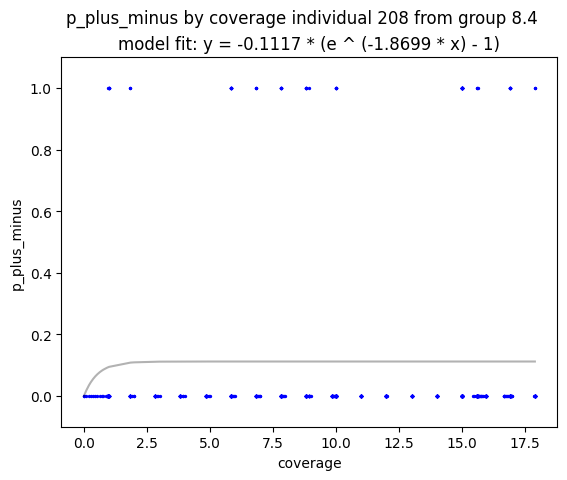 p_plus_minus by coverage individual 208 from group 8.4
model fit: y = -0.1117 * (e ^ (-1.8699 * x) - 1)
1.0
0.8
0.6
0.4
0.2
0.0
p_plus_minus
0.0 2.5 5.0 7.5 10.0 12.5 15.0 17.5
coverage